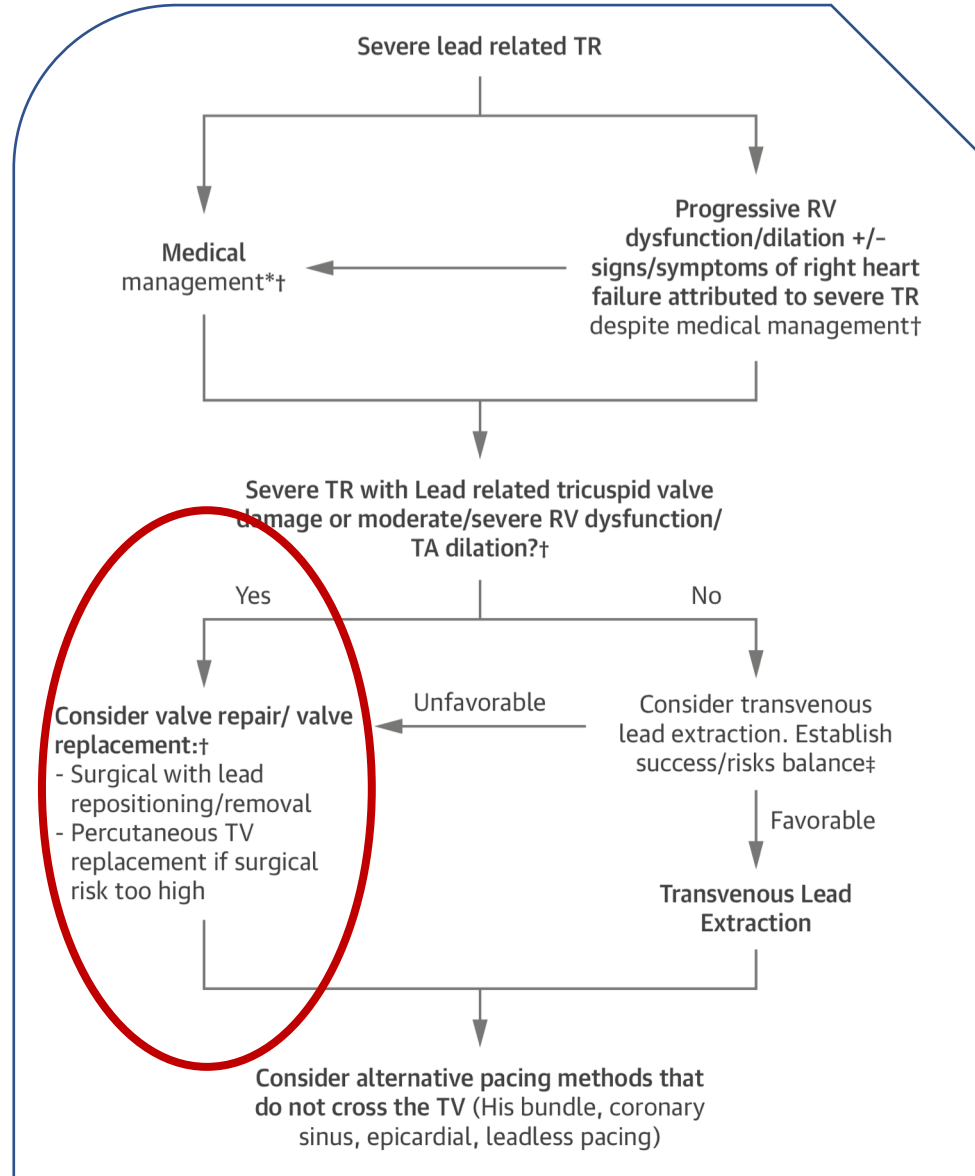 Severe lead related TR
Medical
management*†
Progressive RV
dysfunction/dilation +/-
signs/symptoms of right heart
failure attributed to severe TR
despite medical management†
Severe TR with Lead related tricuspid valve
damage or moderate/severe RV dysfunction/
TA dilation?†
Yes
No
Consider valve repair/ valve
replacement:†
- Surgical with lead
repositioning/removal
- Percutaneous TV
replacement if surgical
risk too high
Unfavorable
Consider transvenous
lead extraction. Establish
success/risks balance‡
Favorable
Transvenous Lead
Extraction
Consider alternative pacing methods that
do not cross the TV (His bundle, coronary
sinus, epicardial, leadless pacing)